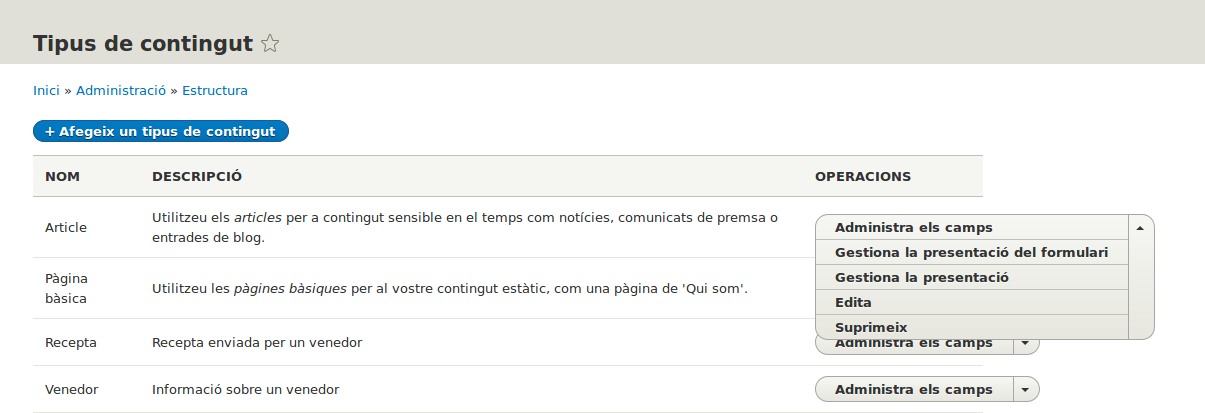 Tipus de contingut
Inici » Administració » Estructura
+ Afegeix un tipus de contingut
NOM DESCRIPCIÓ OPERACIONS
Article
Utilitzeu els articles per a contingut sensible en el temps com notícies, comunicats de premsa o
entrades de blog.
Administra els camps
Gestiona la presentació del formulari
Gestiona la presentació
Edita
Suprimeix
Pàgina
bàsica
Utilitzeu les pàgines bàsiques per al vostre contingut estàtic, com una pàgina de 'Qui som'.
Recepta Recepta enviada per un venedor Administra els camps
Venedor Informació sobre un venedor Administra els camps